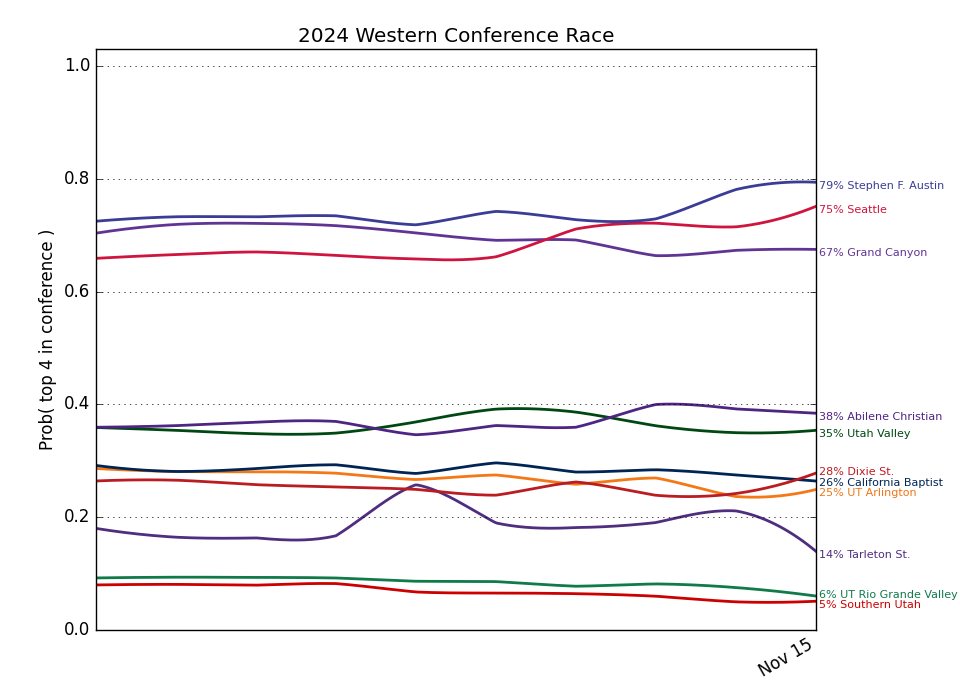 2024 Western Conference Race
Prob( top 4 in conference )
1.0
0.8
0.6
0.4
0.2
0.0
79% Stephen F. Austin
75% Seattle
67% Grand Canyon
38% Abilene Christian
35% Utah Valley
28% Dixie St.
26% California Baptist
25% UT Arlington
14% Tarleton St.
6% UT Rio Grande Valley
5% Southern Utah
Nov 15